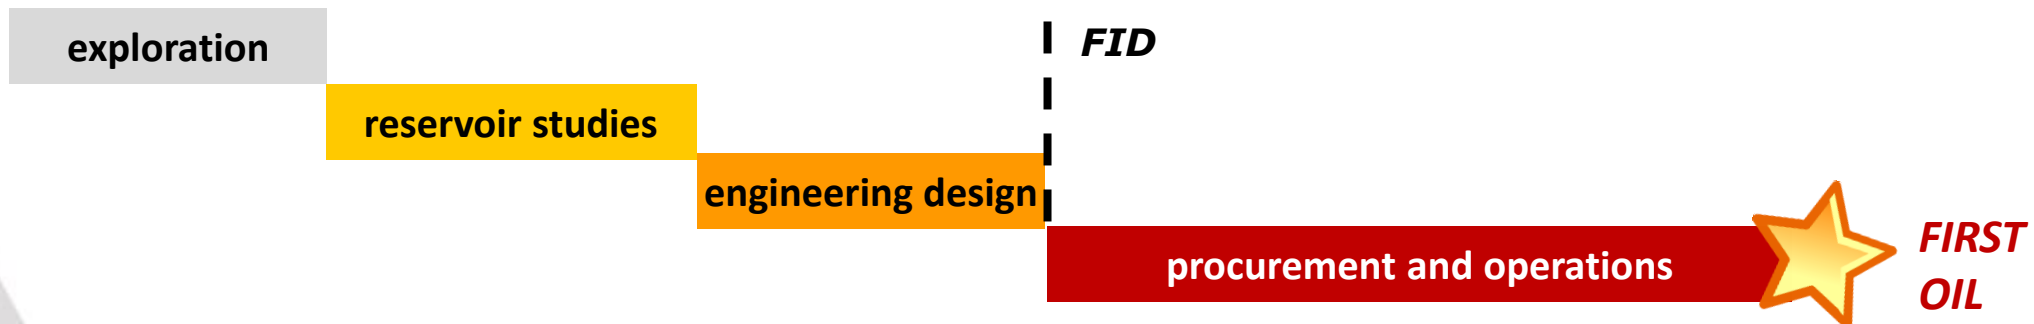 exploration
FID
reservoir studies
engineering design
procurement and operations
FIRST
OIL